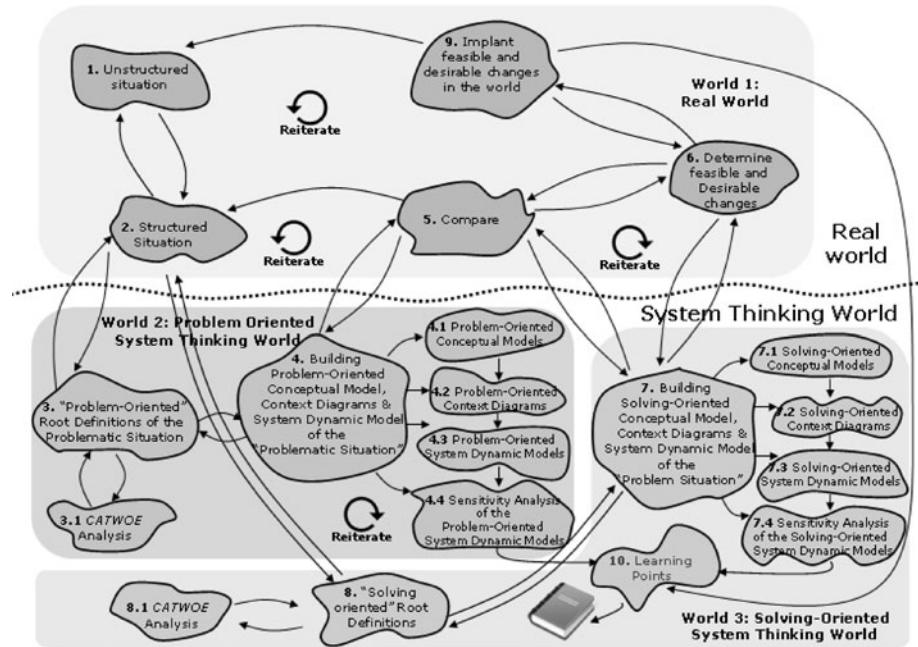 1. Unstructured
situation
9. Implant
feasible and
desirable changes
in the world
World 1:
Real World
Reiterate
6. Determine
feasible and
Desirable
changes
2. Structured
Situation
Reiterate
5. Compare
Reiterate
Real
world
System Thinking World
World 2: Problem Oriented
System Thinking World
3. "Problem-Oriented"
Root Definitions of
the Problematic Situation
3.1 CATWOE
Analysis
4. Building
Problem-Oriented
Conceptual Model,
Context Diagrams &
System Dynamic Model
of the
"Problematic Situation"
4.1 Problem-Oriented
Conceptual Models
4.2 Problem-Oriented
Context Diagrams
4.3 Problem-Oriented
System Dynamic Models
4.4 Sensitivity Analysis
of the
Problem-Oriented
System Dynamic Models
Reiterate
7. Building
Solving-Oriented
Conceptual Model,
Context Diagrams &
System Dynamic Model
of the
"Problem Situation"
7.1 Solving-Oriented
Conceptual Models
7.2 Solving-Oriented
Context Diagrams
7.3 Solving-Oriented
System Dynamic Models
7.4 Sensitivity Analysis
of the Solving-Oriented
System Dynamic Models
10. Learning
Points
8.1 CATWOE
Analysis
8. "Solving
oriented" Root
Definitions
World 3: Solving-Oriented
System Thinking World